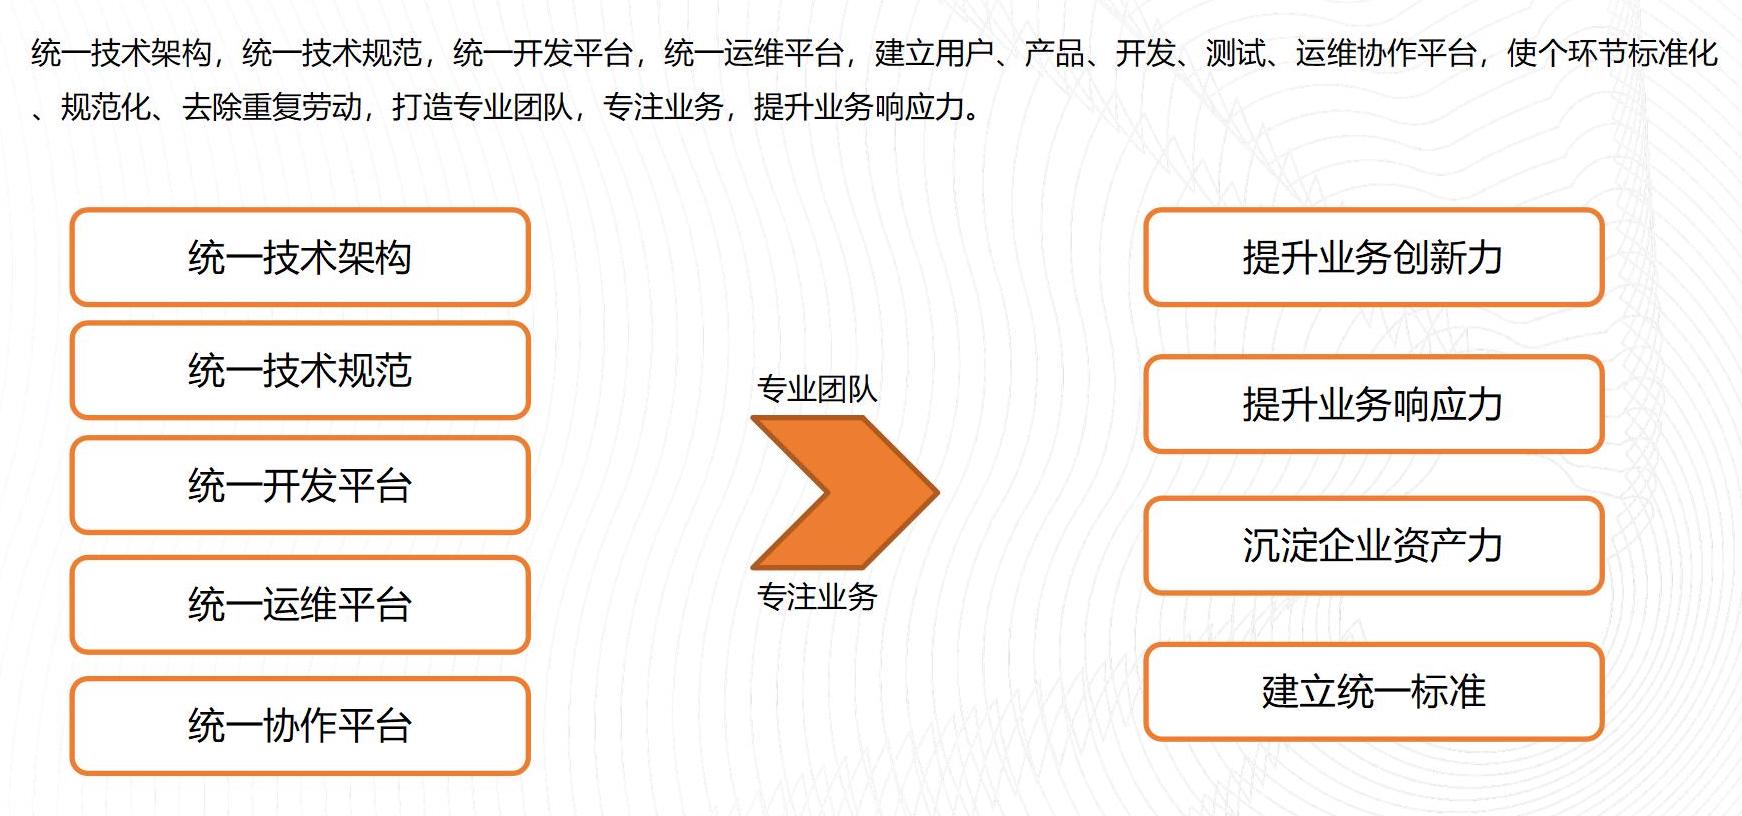 统一技术架构，统一技术规范，统一开发平台，统一运维平台，建立用户、产品、开发、测试、运维协作平台，使个环节标准化
、规范化、去除重复劳动，打造专业团队，专注业务，提升业务响应力。
统一技术架构
统一技术规范
统一开发平台
统一运维平台
统一协作平台
专业团队
专注业务
提升业务创新力
提升业务响应力
沉淀企业资产力
建立统一标准